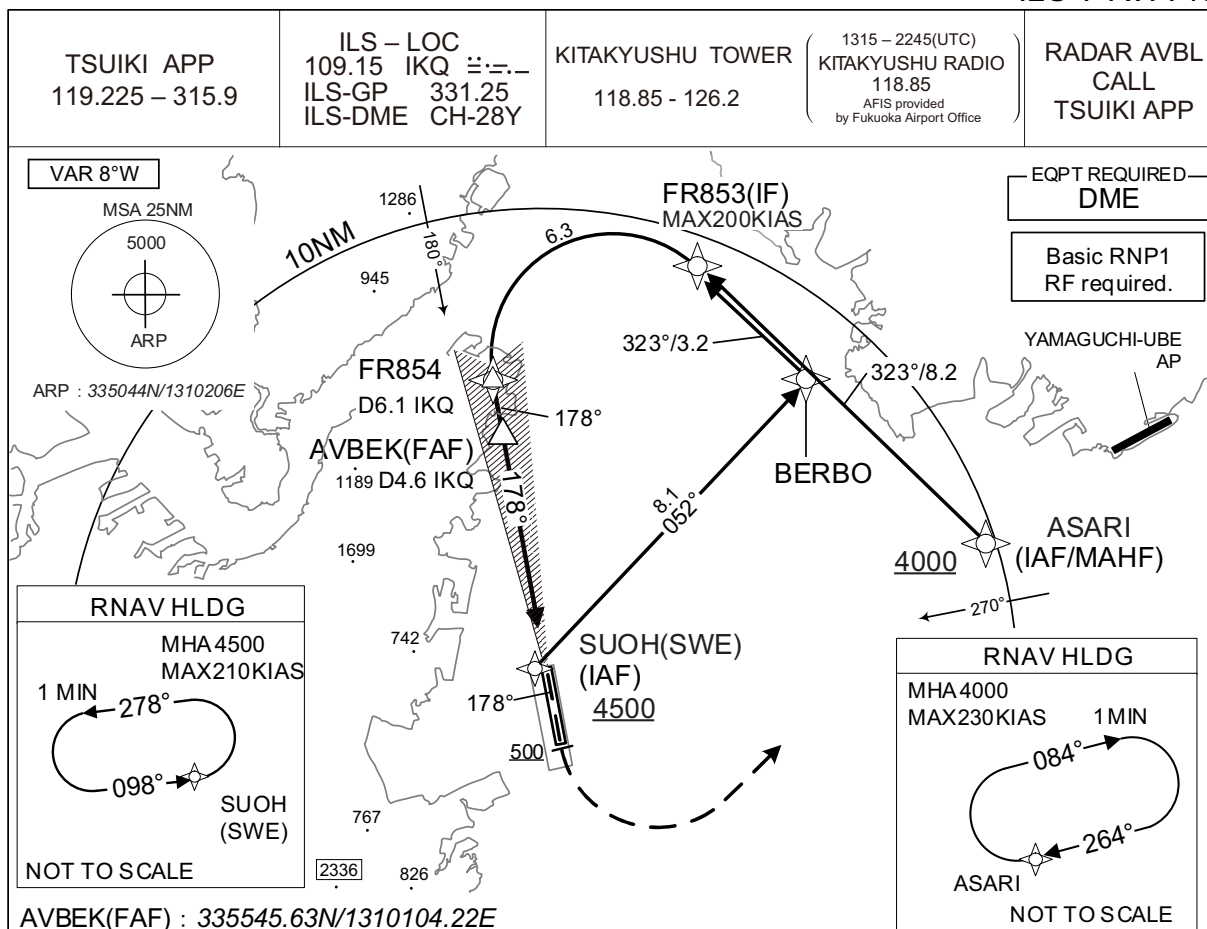 TSUIKI APP
119.225 – 315.9
ILS – LOC
109.15 IKQ
ILS-GP 331.25
ILS-DME CH-28Y
KITAKYUSHU TOWER
118.85 - 126.2
1315 – 2245(UTC)
KITAKYUSHU RADIO
118.85
AFIS provided
by Fukuoka Airport Office
RADAR AVBL
CALL
TSUIKI APP
VAR 8°W
MSA 25NM
5000
ARP
ARP : 335044N/1310206E
EQPT REQUIRED
DME
Basic RNP1
RF required.
10NM
1286
180°
945
6.3
FR853(IF)
MAX200KIAS
323°/3.2
323°/8.2
YAMAGUCHI-UBE
AP
FR854
D6.1 IKQ
178°
AVBEK(FAF)
1189 D4.6 IKQ
178°
BERBO
8.1
052°
1699
ASARI
(IAF/MAHF)
4000
270°
742
SUOH(SWE)
(IAF)
4500
178°
500
767
2336
826
RNAV HLDG
MHA 4500
MAX210KIAS
1 MIN
278°
098°
SUOH
(SWE)
NOT TO SCALE
RNAV HLDG
MHA 4000
MAX230KIAS
1MIN
084°
264°
ASARI
NOT TO SCALE
AVBEK(FAF) : 335545.63N/1310104.22E